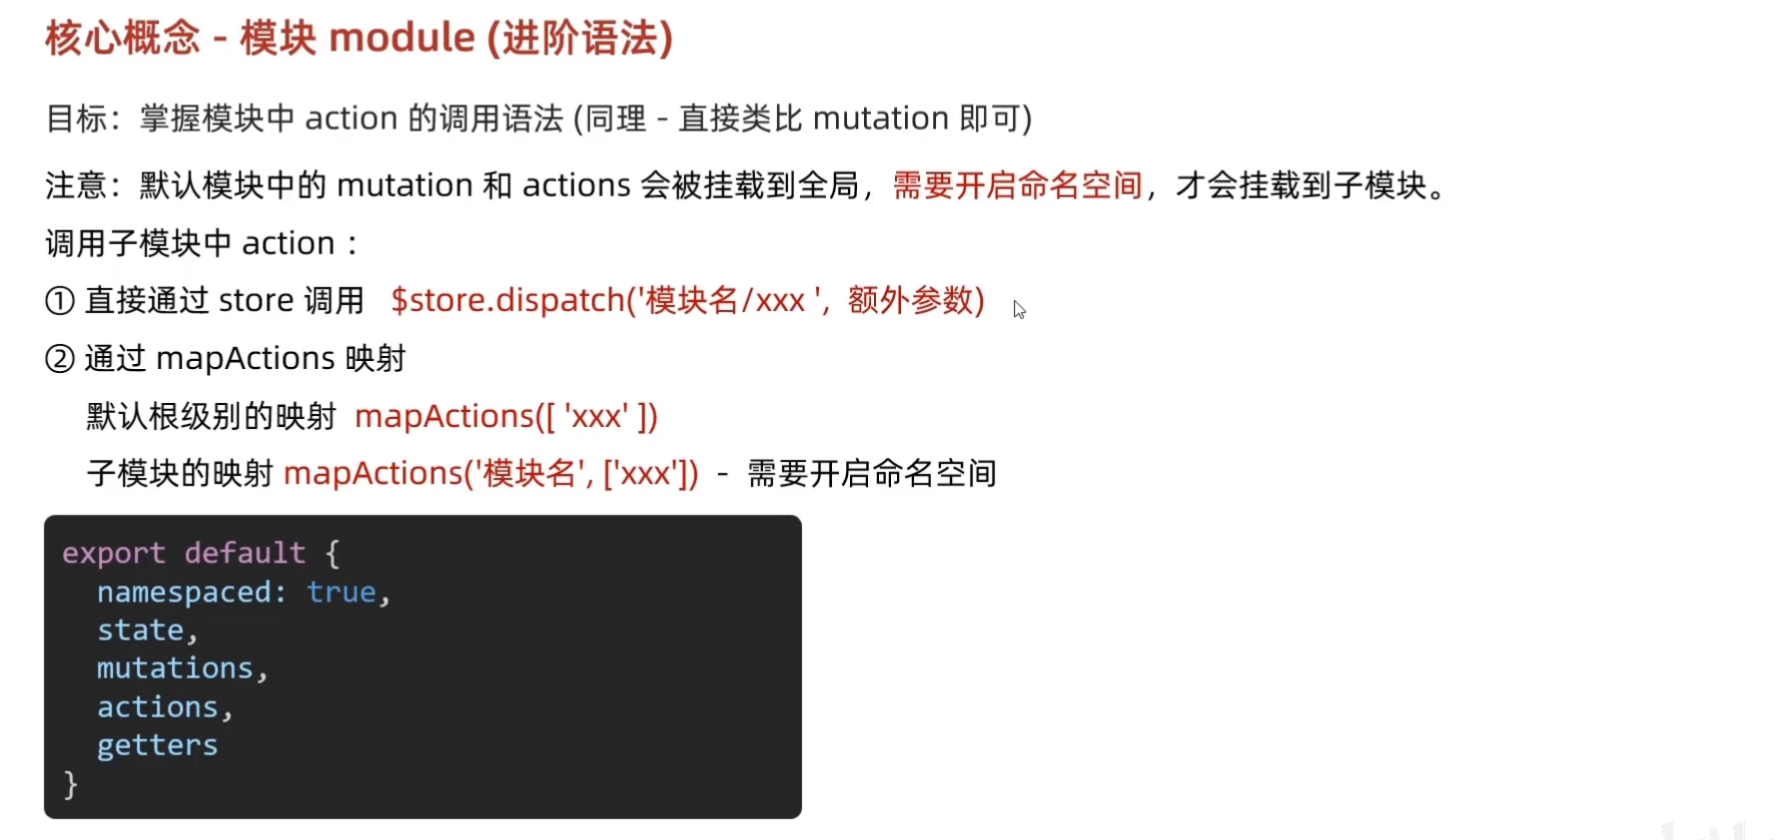 核心概念 - 模块 module (进阶语法)
目标：掌握模块中 action 的调用语法 (同理 - 直接类比 mutation 即可)
注意：默认模块中的 mutation 和 actions 会被挂载到全局，需要开启命名空间，才会挂载到子模块。
调用子模块中 action：
① 直接通过 store 调用 $store.dispatch('模块名/xxx ', 额外参数)
② 通过 mapActions 映射
默认根级别的映射 mapActions([ 'xxx' ])
子模块的映射 mapActions('模块名', ['xxx']) - 需要开启命名空间
export default {
namespaced: true,
state,
mutations,
actions,
getters
}